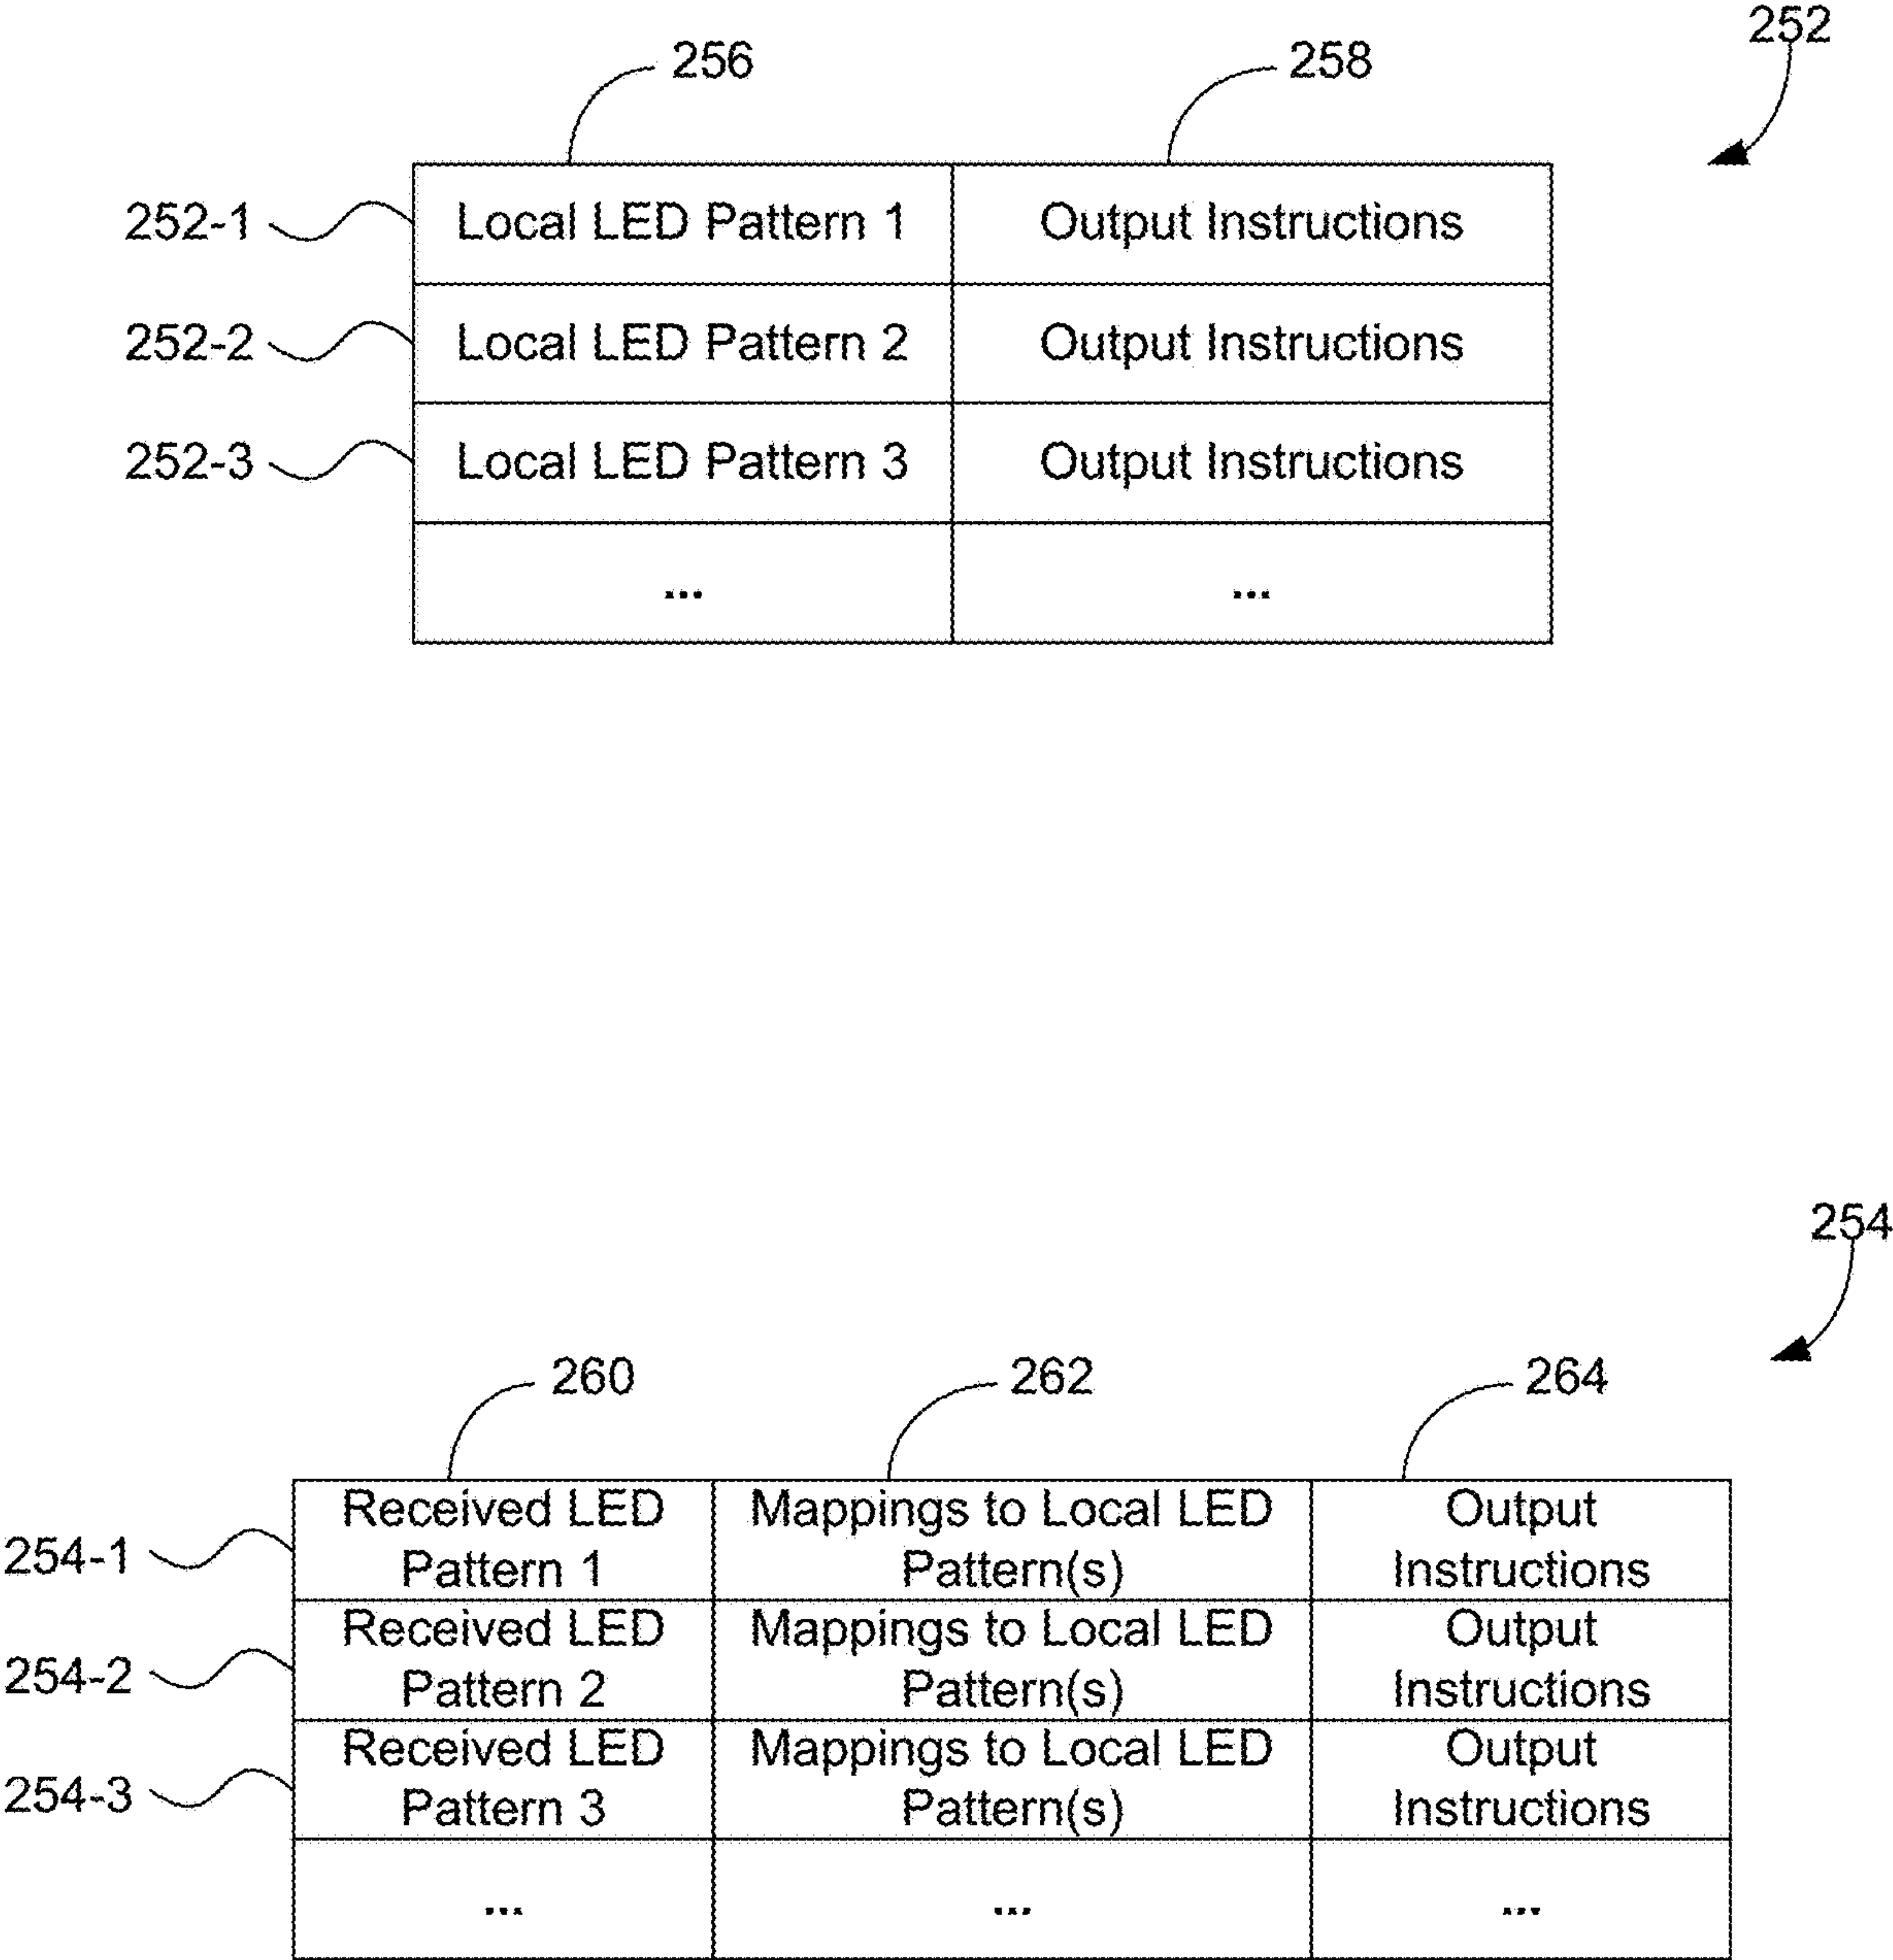 252
256
258
252-1
Local LED Pattern 1
Output Instructions
252-2
Local LED Pattern 2
Output Instructions
252-3
Local LED Pattern 3
Output Instructions
...
...
254
260
262
264
254-1
Received LED
Pattern 1
Mappings to Local LED
Pattern(s)
Output
Instructions
254-2
Received LED
Pattern 2
Mappings to Local LED
Pattern(s)
Output
Instructions
254-3
Received LED
Pattern 3
Mappings to Local LED
Pattern(s)
Output
Instructions
...
...
...